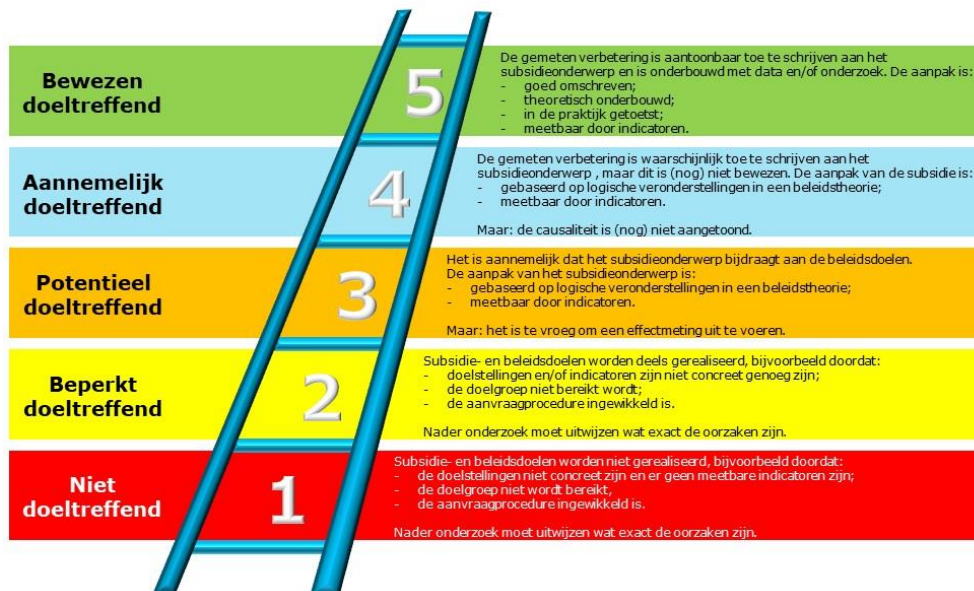 Bewezen
doeltreffend
5
De gemeten verbetering is aantoonbaar toe te schrijven aan het
subsidieonderwerp en is onderbouwd met data en/of onderzoek. De aanpak is:
- goed omschreven;
- theoretisch onderbouwd;
- in de praktijk getoetst;
- meetbaar door indicatoren.
Aannemelijk
doeltreffend
4
De gemeten verbetering is waarschijnlijk toe te schrijven aan het
subsidieonderwerp , maar dit is (nog) niet bewezen. De aanpak van de subsidie is:
- gebaseerd op logische veronderstellingen in een beleidstheorie;
- meetbaar door indicatoren.
Maar: de causaliteit is (nog) niet aangetoond.
Potentieel
doeltreffend
3
Het is aannemelijk dat het subsidieonderwerp bijdraagt aan de beleidsdoelen.
De aanpak van het subsidieonderwerp is:
- gebaseerd op logische veronderstellingen in een beleidstheorie;
- meetbaar door indicatoren.
Maar: het is te vroeg om een effectmeting uit te voeren.
Beperkt
doeltreffend
2
Subsidie- en beleidsdoelen worden deels gerealiseerd, bijvoorbeeld doordat:
- doelstellingen en/of indicatoren zijn niet concreet genoeg zijn;
- de doelgroep niet bereikt wordt;
- de aanvraagprocedure ingewikkeld is.
Nader onderzoek moet uitwijzen wat exact de oorzaken zijn.
Niet
doeltreffend
1
Subsidie- en beleidsdoelen worden niet gerealiseerd, bijvoorbeeld doordat:
- de doelstellingen niet concreet zijn en er geen meetbare indicatoren zijn;
- de doelgroep niet wordt bereikt,
- de aanvraagprocedure ingewikkeld is.
Nader onderzoek moet uitwijzen wat exact de oorzaken zijn.